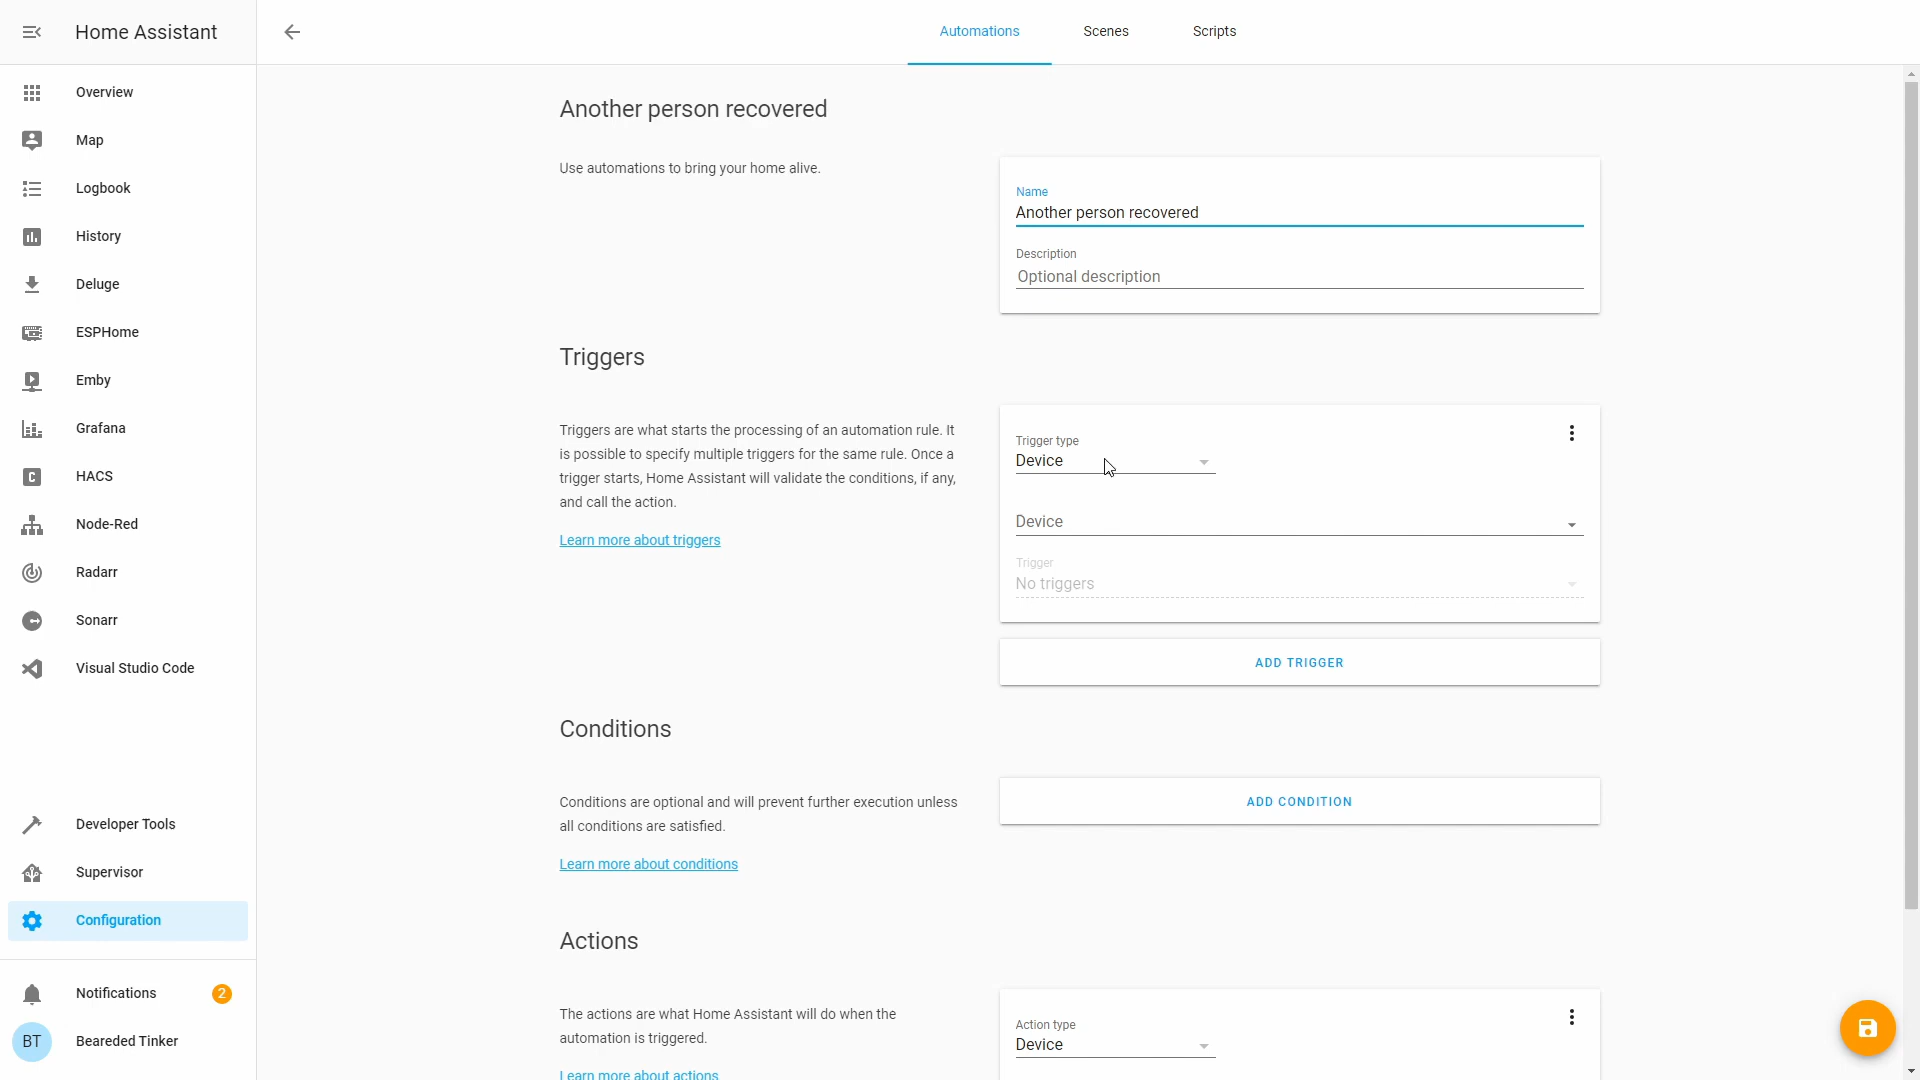 Home Assistant
Automations
Scenes
Scripts
Overview
Map
Logbook
History
Deluge
ESPHome
Emby
Grafana
HACS
Node-Red
Radarr
Sonarr
Visual Studio Code
Developer Tools
Supervisor
Configuration
Notifications
2
BT
Bearded Tinker
Another person recovered
Use automations to bring your home alive.
Name
Another person recovered
Description
Optional description
Triggers
Triggers are what starts the processing of an automation rule. It
is possible to specify multiple triggers for the same rule. Once a
trigger starts, Home Assistant will validate the conditions, if any,
and call the action.
Learn more about triggers
Trigger type
Device
Device
Trigger
No triggers
ADD TRIGGER
Conditions
Conditions are optional and will prevent further execution unless
all conditions are satisfied.
Learn more about conditions
ADD CONDITION
Actions
The actions are what Home Assistant will do when the
automation is triggered.
Learn more about actions
Action type
Device